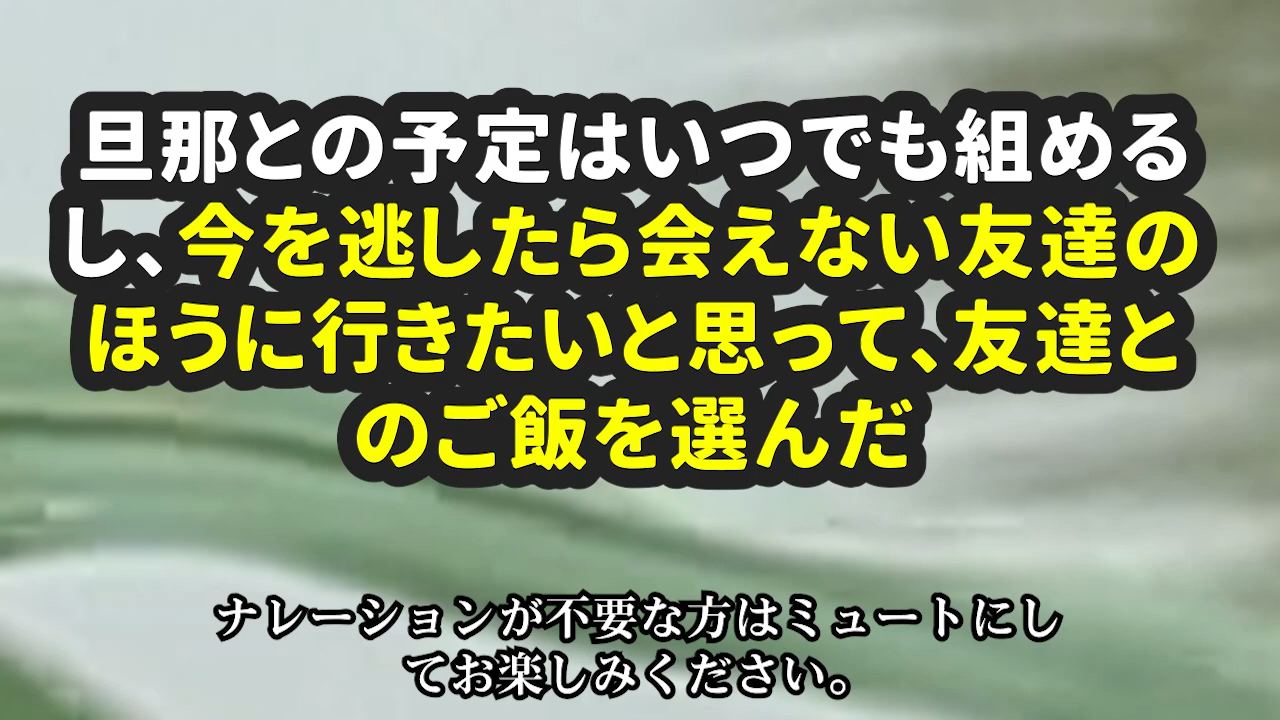 旦那との予定はいつでも組める
し、今を逃したら会えない友達の
ほうに行きたいと思って、友達と
のご飯を選んだ
ナレーションが不要な方はミュートにし
てお楽しみください。